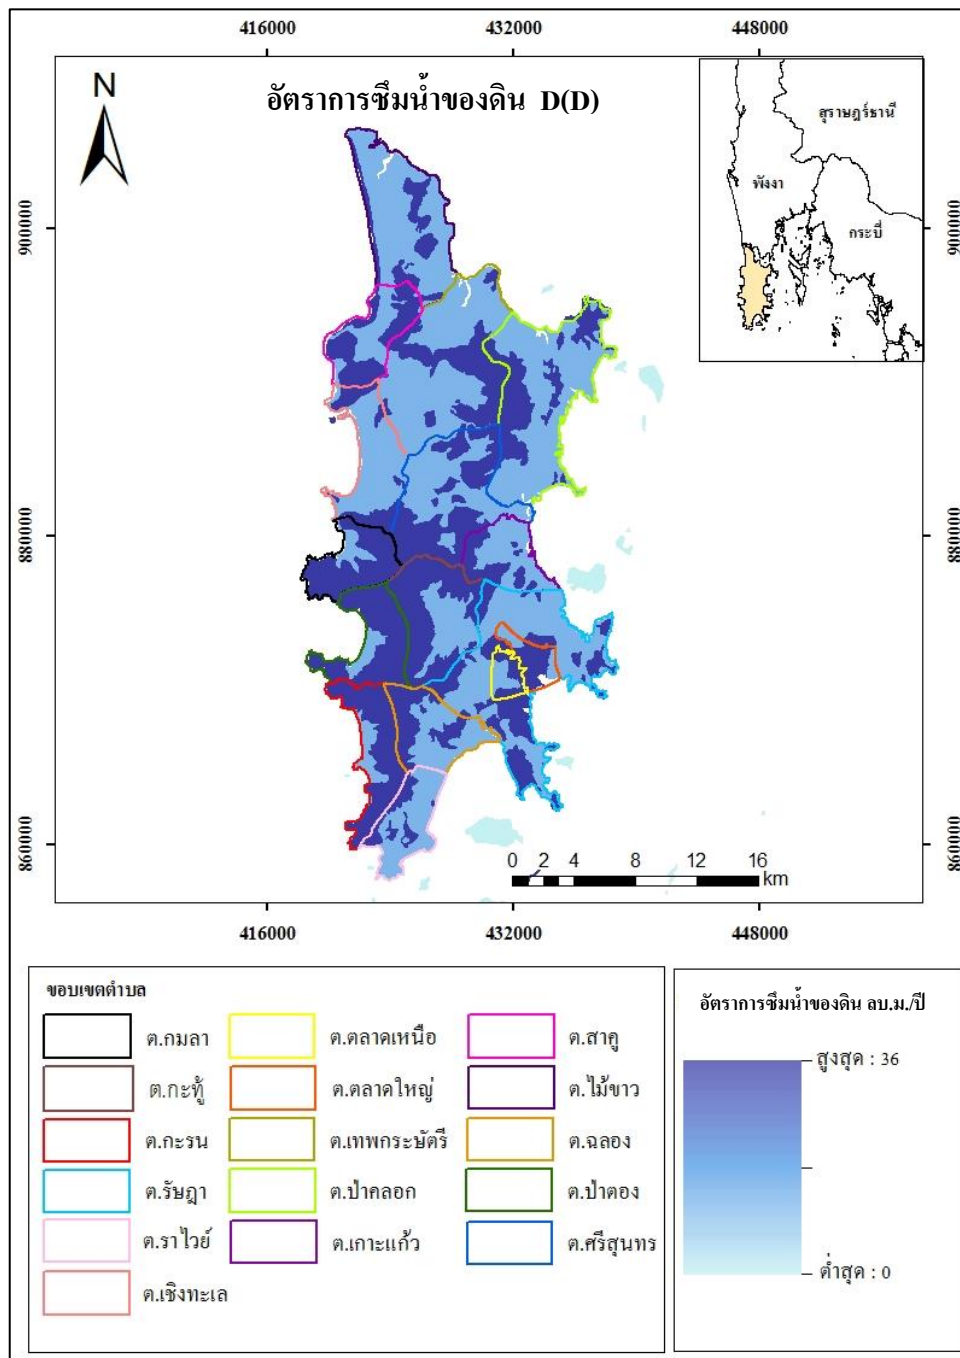 416000 432000 448000
N
อัตราการซึมน้ำของดิน D(D)
สุราษฎร์ธานี
พังงา
กระบี่
900000 900000
880000 880000
860000 860000
0 2 4 8 12 16
km
416000 432000 448000
ขอบเขตตำบล
ต.กมลา
ต.กะทู้
ต.กะรน
ต.รัษฎา
ต.ราไวย์
ต.เชิงทะเล
ต.ตลาดเหนือ
ต.ตลาดใหญ่
ต.เทพกระษัตรี
ต.ป่าคลอก
ต.เกาะแก้ว
ต.สาคู
ต.ไม้ขาว
ต.ฉลอง
ต.ป่าตอง
ต.ศรีสุนทร
อัตราการซึมน้ำของดิน ลบ.ม./ปี
สูงสุด : 36
ต่ำสุด : 0